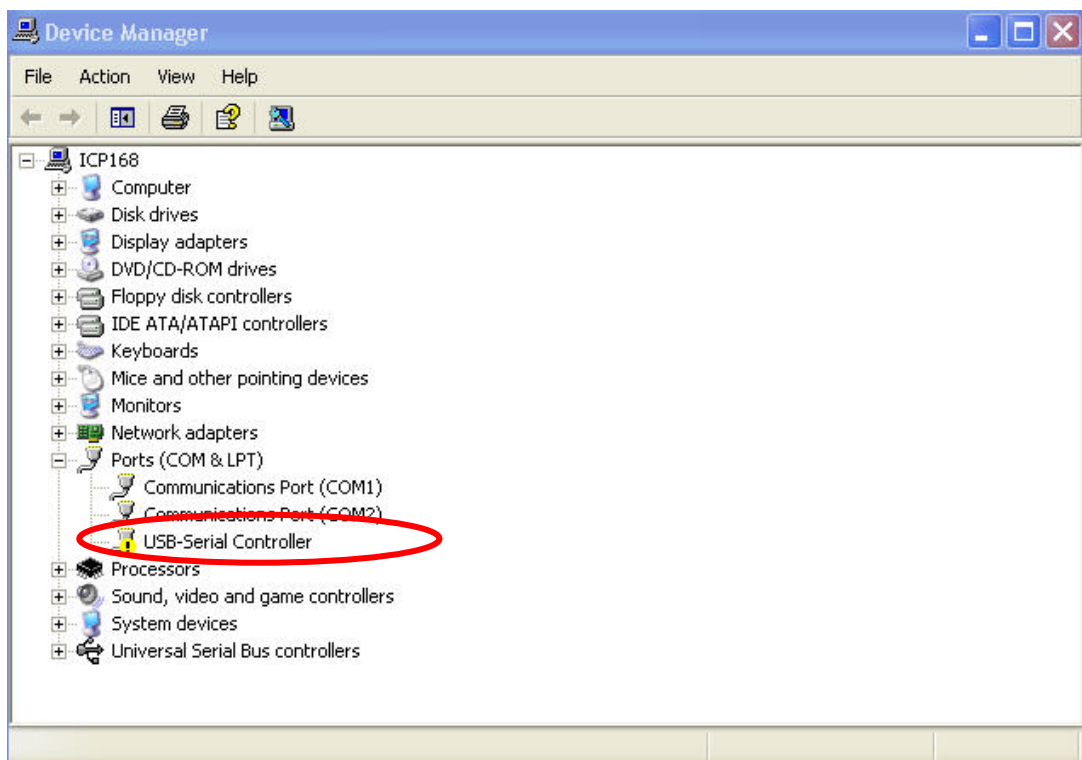 Device Manager
File Action View Help
ICP168
Computer
Disk drives
Display adapters
DVD/CD-ROM drives
Floppy disk controllers
IDE ATA/ATAPI controllers
Keyboards
Mice and other pointing devices
Monitors
Network adapters
Ports (COM & LPT)
Communications Port (COM1)
Communications Port (COM2)
USB-Serial Controller
Processors
Sound, video and game controllers
System devices
Universal Serial Bus controllers